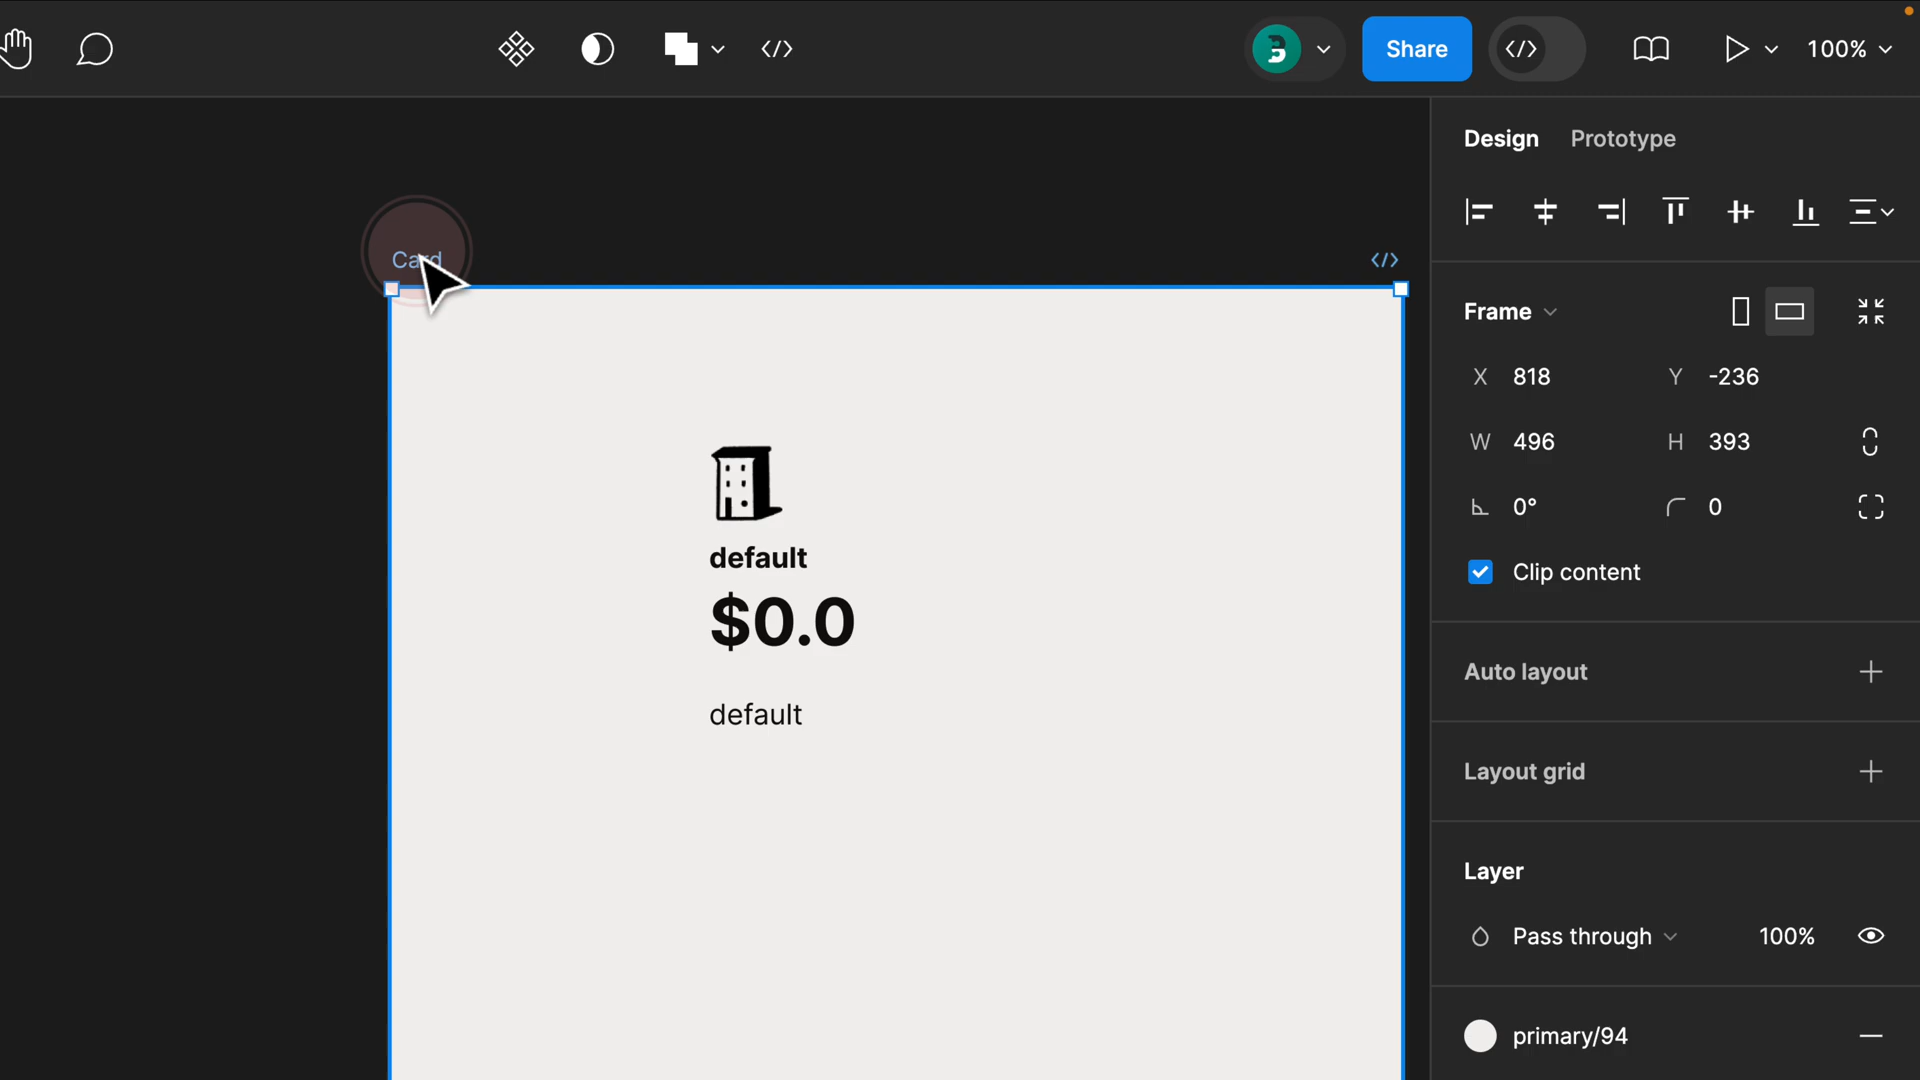 Share
100%
Design Prototype
Card
Frame
X 818 Y -236
W 496 H 393
0° 0
Clip content
default
$0.0
default
Auto layout
Layout grid
Layer
Pass through 100%
primary/94